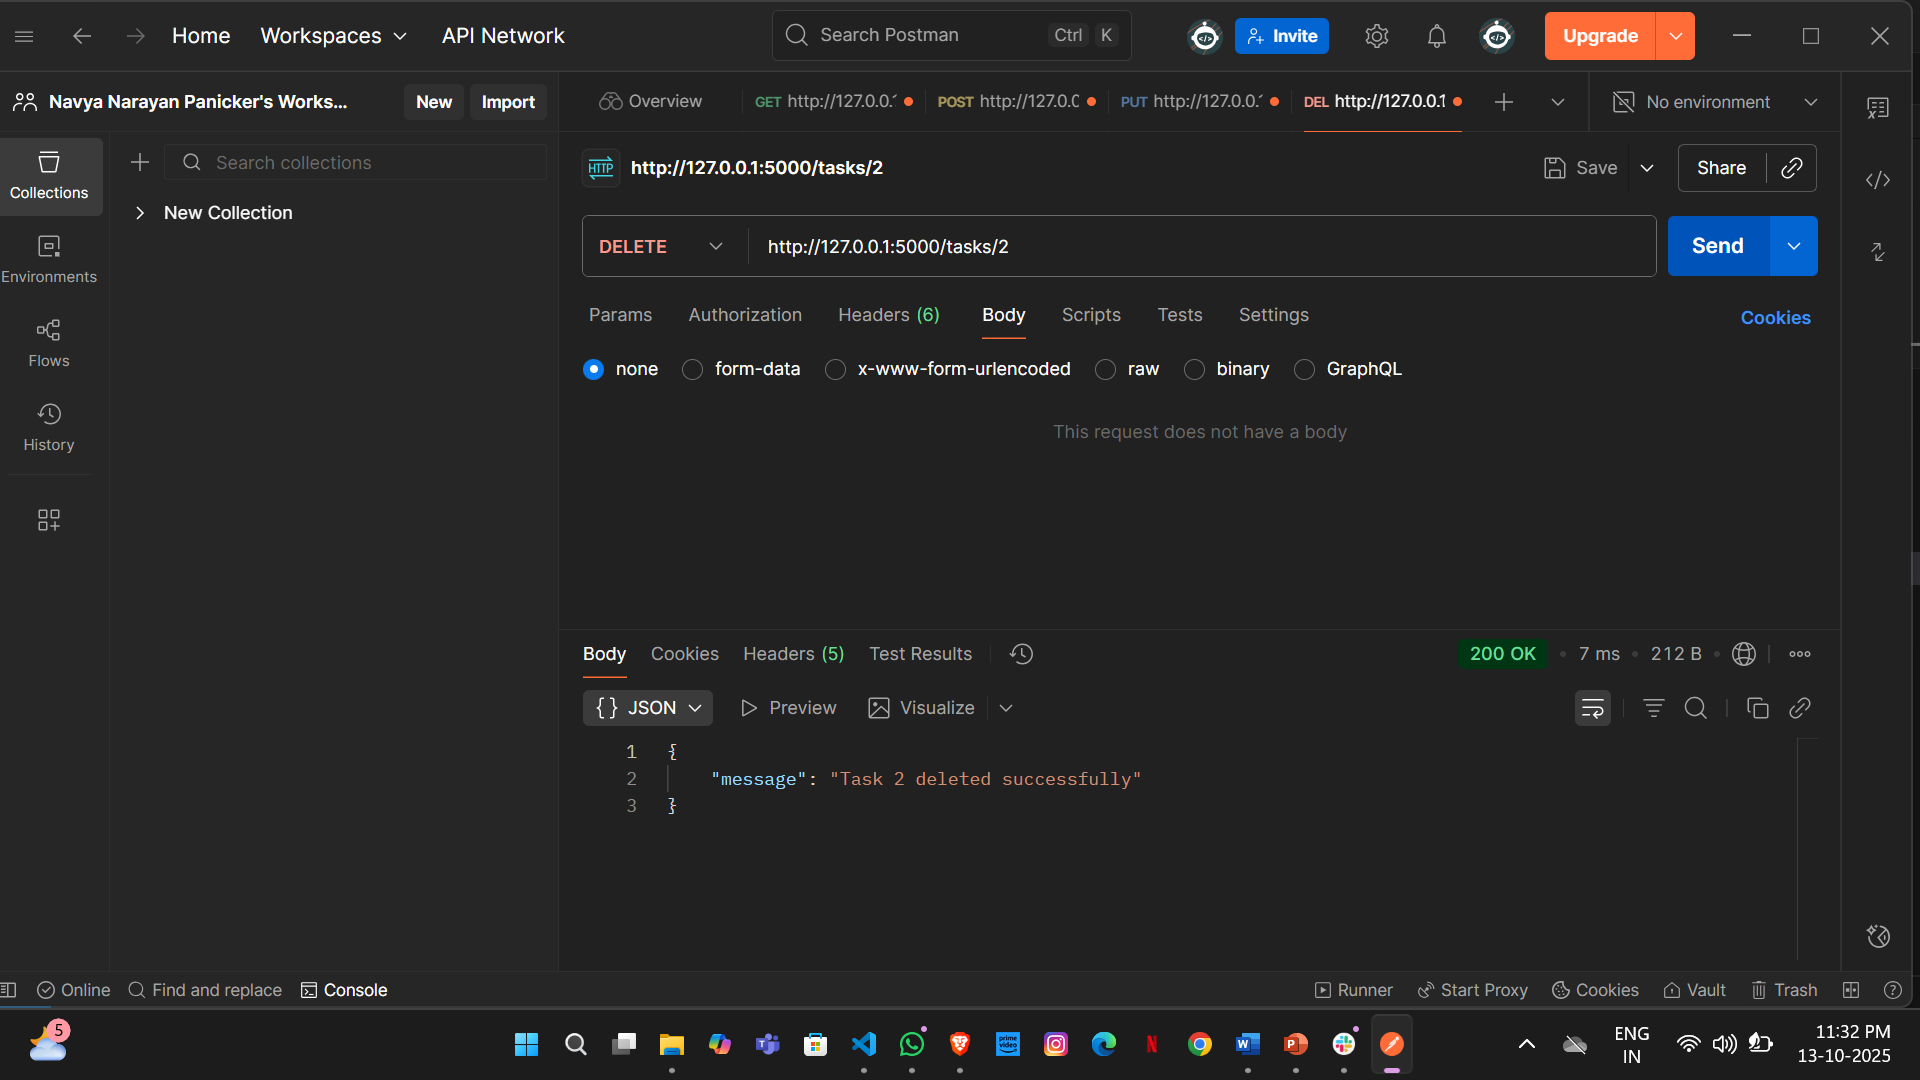 Home Workspaces API Network Search Postman Ctrl K Invite Upgrade
Navya Narayan Panicker's Works... New Import Overview GET http://127.0.0.1 POST http://127.0.0 PUT http://127.0.0.1 DEL http://127.0.0.1 No environment
Collections
Search collections
New Collection
Environments
Flows
History
HTTP http://127.0.0.1:5000/tasks/2 Save Share
DELETE http://127.0.0.1:5000/tasks/2 Send
Params Authorization Headers (6) Body Scripts Tests Settings Cookies
none form-data x-www-form-urlencoded raw binary GraphQL
This request does not have a body
Body Cookies Headers (5) Test Results 200 OK • 7 ms • 212 B
{} JSON Preview Visualize
1 {
2 "message": "Task 2 deleted successfully"
3 }
Online Find and replace Console Runner Start Proxy Cookies Vault Trash
5 prime video ENG 11:32 PM
IN 13-10-2025